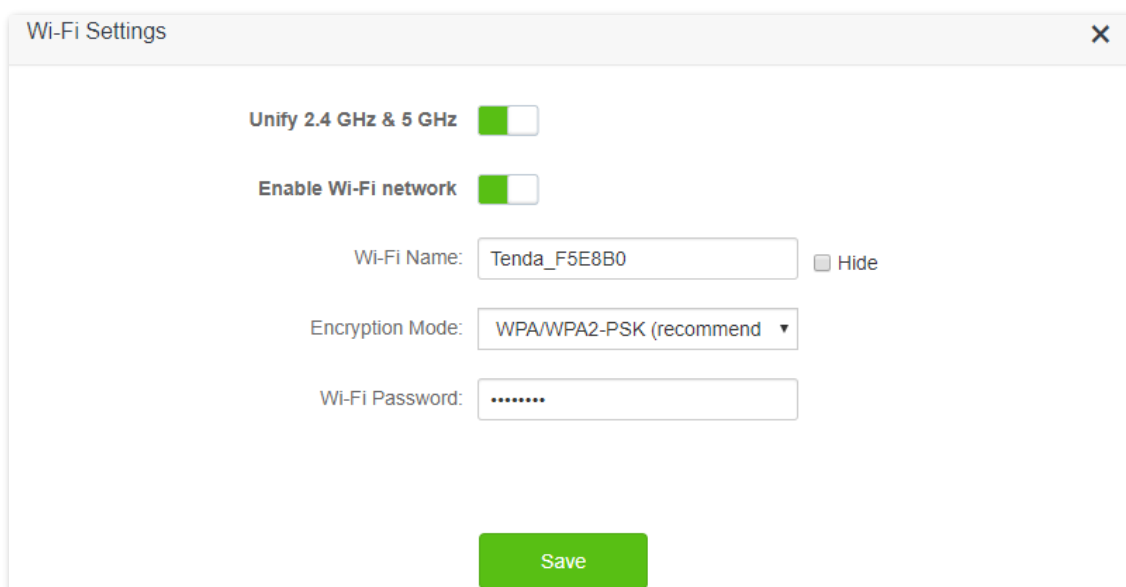 Wi-Fi Settings
Unify 2.4 GHz & 5 GHz
Enable Wi-Fi network
Wi-Fi Name: Tenda_F5E8B0 Hide
Encryption Mode: WPA/WPA2-PSK (recommend
Wi-Fi Password: ••••••••
Save